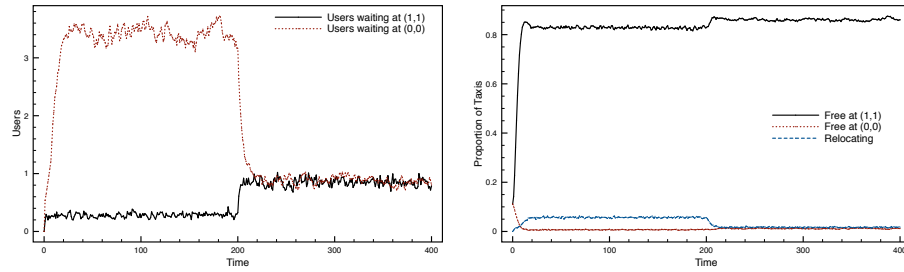 Users waiting at (1,1)
Users waiting at (0,0)
3
2
1
0
Users
0
100
200
300
400
Time
0.8
0.6
0.4
0.2
0
Proportion of Taxis
Free at (1,1)
Free at (0,0)
Relocating
0
100
200
300
400
Time